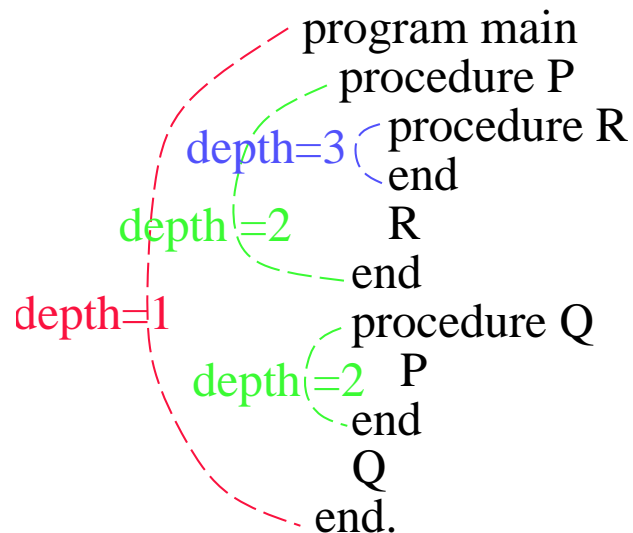 program main
procedure P
procedure R
depth=3
end
R
depth =2
end
depth=1
procedure Q
P
depth =2
end
Q
end.